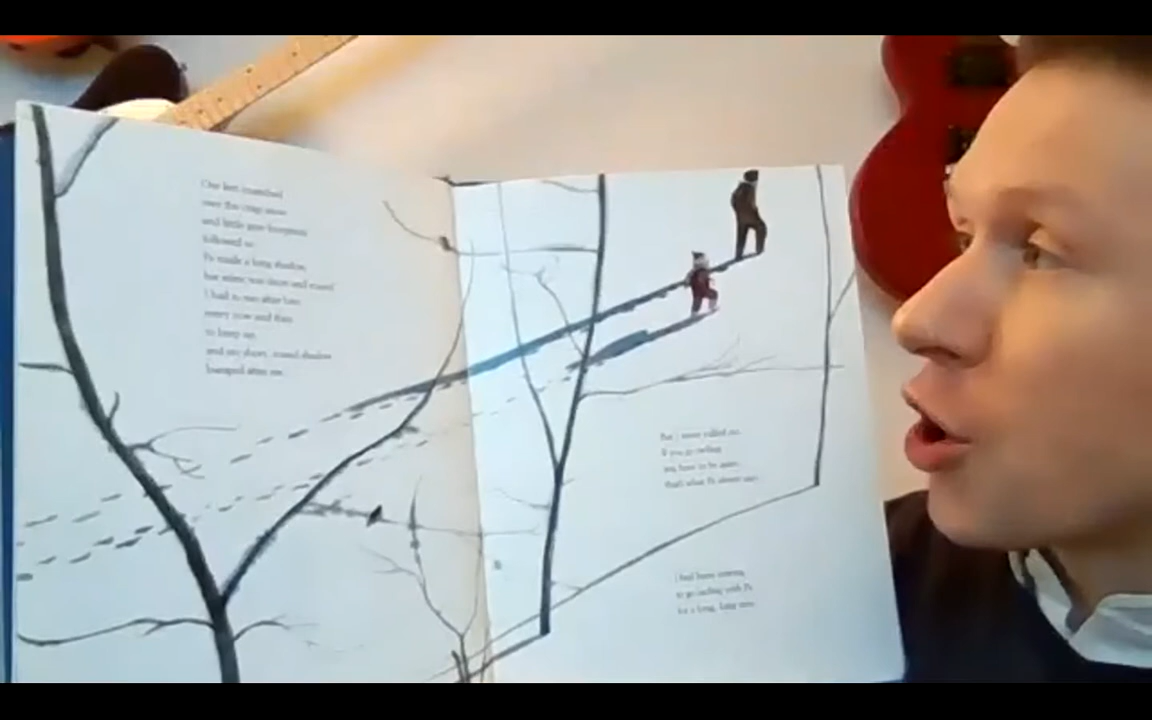 Our feet crunched
over the crisp snow
and little gray footprints
followed us.
Pa made a long shadow,
but mine was short and round.
I had to run after him
every now and then
to keep up,
and my short, round shadow
bumped after me.
But I never called out.
If you go owling
you have to be quiet,
that's what Pa always says.
I had been waiting
to go owling with Pa
for a long, long time.